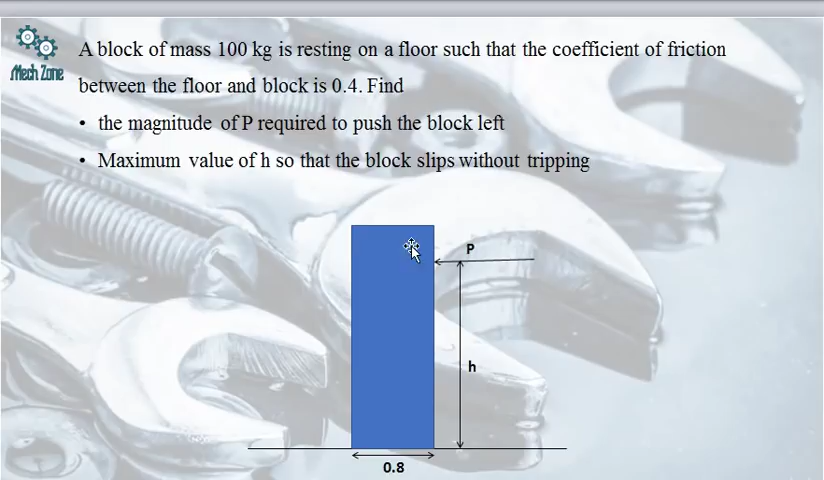 Mech Zone
A block of mass 100 kg is resting on a floor such that the coefficient of friction
between the floor and block is 0.4. Find
• the magnitude of P required to push the block left
• Maximum value of h so that the block slips without tripping
P
h
0.8